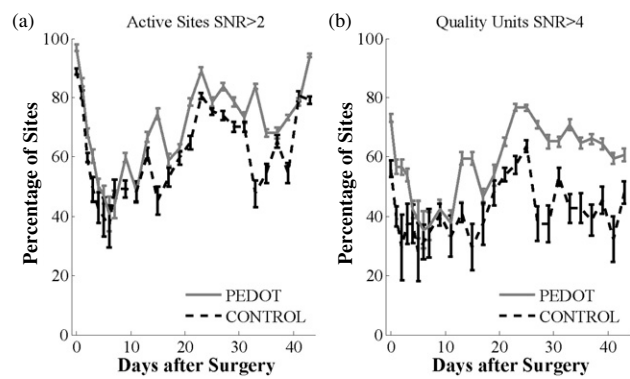 (a) Active Sites SNR>2
Percentage of Sites
100
80
60
40
20
0
PEDOT
CONTROL
0 10 20 30 40
Days after Surgery
(b) Quality Units SNR>4
Percentage of Sites
100
80
60
40
20
0
PEDOT
CONTROL
0 10 20 30 40
Days after Surgery